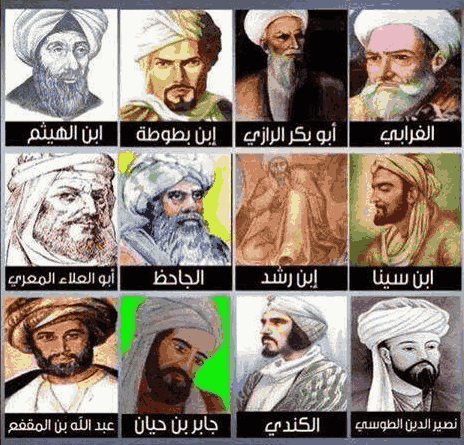 الفرابي
أبو بكر الرازي
إبن بطوطة
ابن الهيثم
ابن سينا
إبن رشد
الجاحظ
أبو العلاء المعري
نصير الدين الطوسي
الكندي
جابر بن حيان
عبد الله بن المقفع